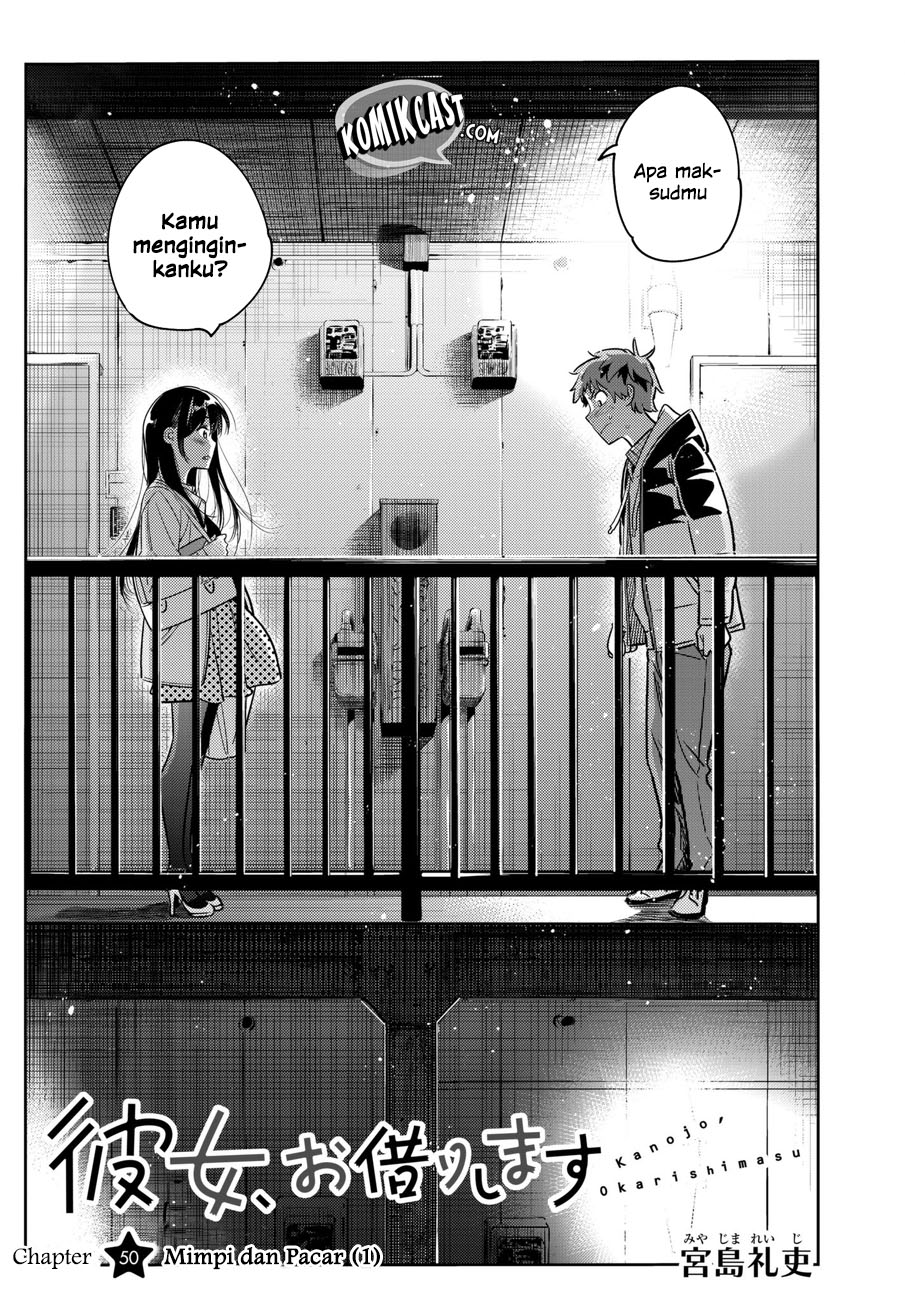 KOMIKCAST
.COM
Apa mak-
sudmu
Kamu
mengingin-
kanku?
彼女、お借りします
Kanojo,
Okarishimasu
Chapter 50 Mimpi dan Pacar (1)
みやじまれいじ
宮島礼吏